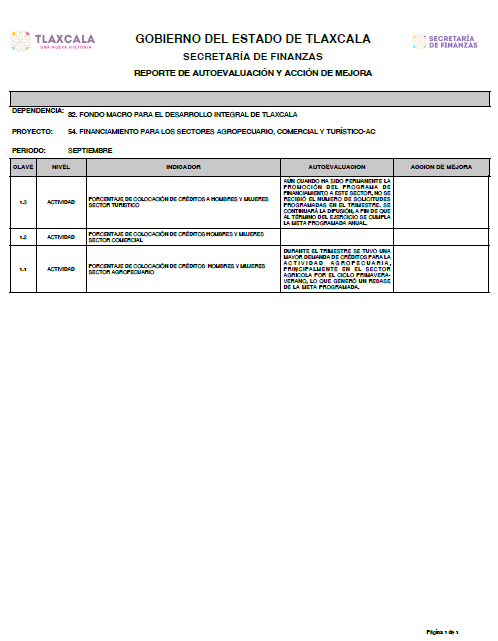 TLAXCALA
UNA NUEVA HISTORIA
GOBIERNO DEL ESTADO DE TLAXCALA
SECRETARÍA DE FINANZAS
REPORTE DE AUTOEVALUACIÓN Y ACCIÓN DE MEJORA
SECRETARÍA
DE FINANZAS
DEPENDENCIA: 82. FONDO MACRO PARA EL DESARROLLO INTEGRAL DE TLAXCALA
PROYECTO: 54. FINANCIAMIENTO PARA LOS SECTORES AGROPECUARIO, COMERCIAL Y TURÍSTICO-AC
PERIODO: SEPTIEMBRE
CLAVE NIVEL INDICADOR AUTOEVALUACION ACCION DE MEJORA
1-3 ACTIVIDAD PORCENTAJE DE COLOCACIÓN DE CRÉDITOS A HOMBRES Y MUJERES
SECTOR TURISTICO
AÚN CUANDO HA SIDO PERMANENTE LA
PROMOCIÓN DEL PROGRAMA DE
FINANCIAMIENTO A ESTE SECTOR, NO SE
RECIBIÓ EL NUMERO DE SOLICITUDES
PROGRAMADAS EN EL TRIMESTRE. SE
CONTINUARÁ LA DIFUSIÓN, A FIN DE QUE
AL TÉRMINO DEL EJERCICIO SE CUMPLA
LA META PROGRAMADA ANUAL.
1-2 ACTIVIDAD PORCENTAJE DE COLOCACIÓN DE CRÉDITOS HOMBRES Y MUJERES
SECTOR COMERCIAL
1-1 ACTIVIDAD PORCENTAJE DE COLOCACIÓN DE CRÉDITOS HOMBRES Y MUJERES
SECTOR AGROPECUARIO
DURANTE EL TRIMESTRE SE TUVO UNA
MAYOR DEMANDA DE CRÉDITOS PARA LA
ACTIVIDAD AGROPECUARIA,
PRINCIPALMENTE EN EL SECTOR
AGRICOLA POR EL CICLO PRIMAVERA-
VERANO, LO QUE GENERÓ UN REBASE
DE LA META PROGRAMADA.
Página 1 de 1